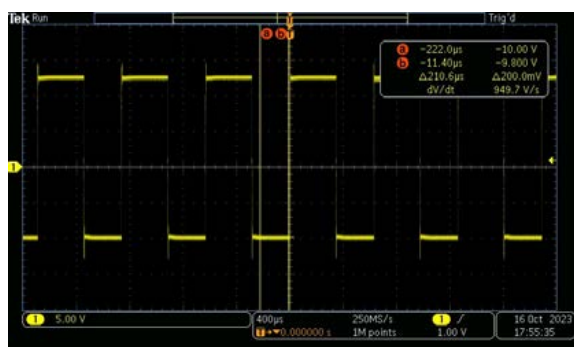 Tek Run Trig'd
a b T
a -222.0µs -10.00 V
b -11.40µs -9.800 V
Δ210.6µs Δ200.0mV
dV/dt 949.7 V/s
1
1 5.00 V 400µs 250MS/s 1 / 16 Oct 2023
T→▼0.000000 s 1M points 1.00 V 17:55:35